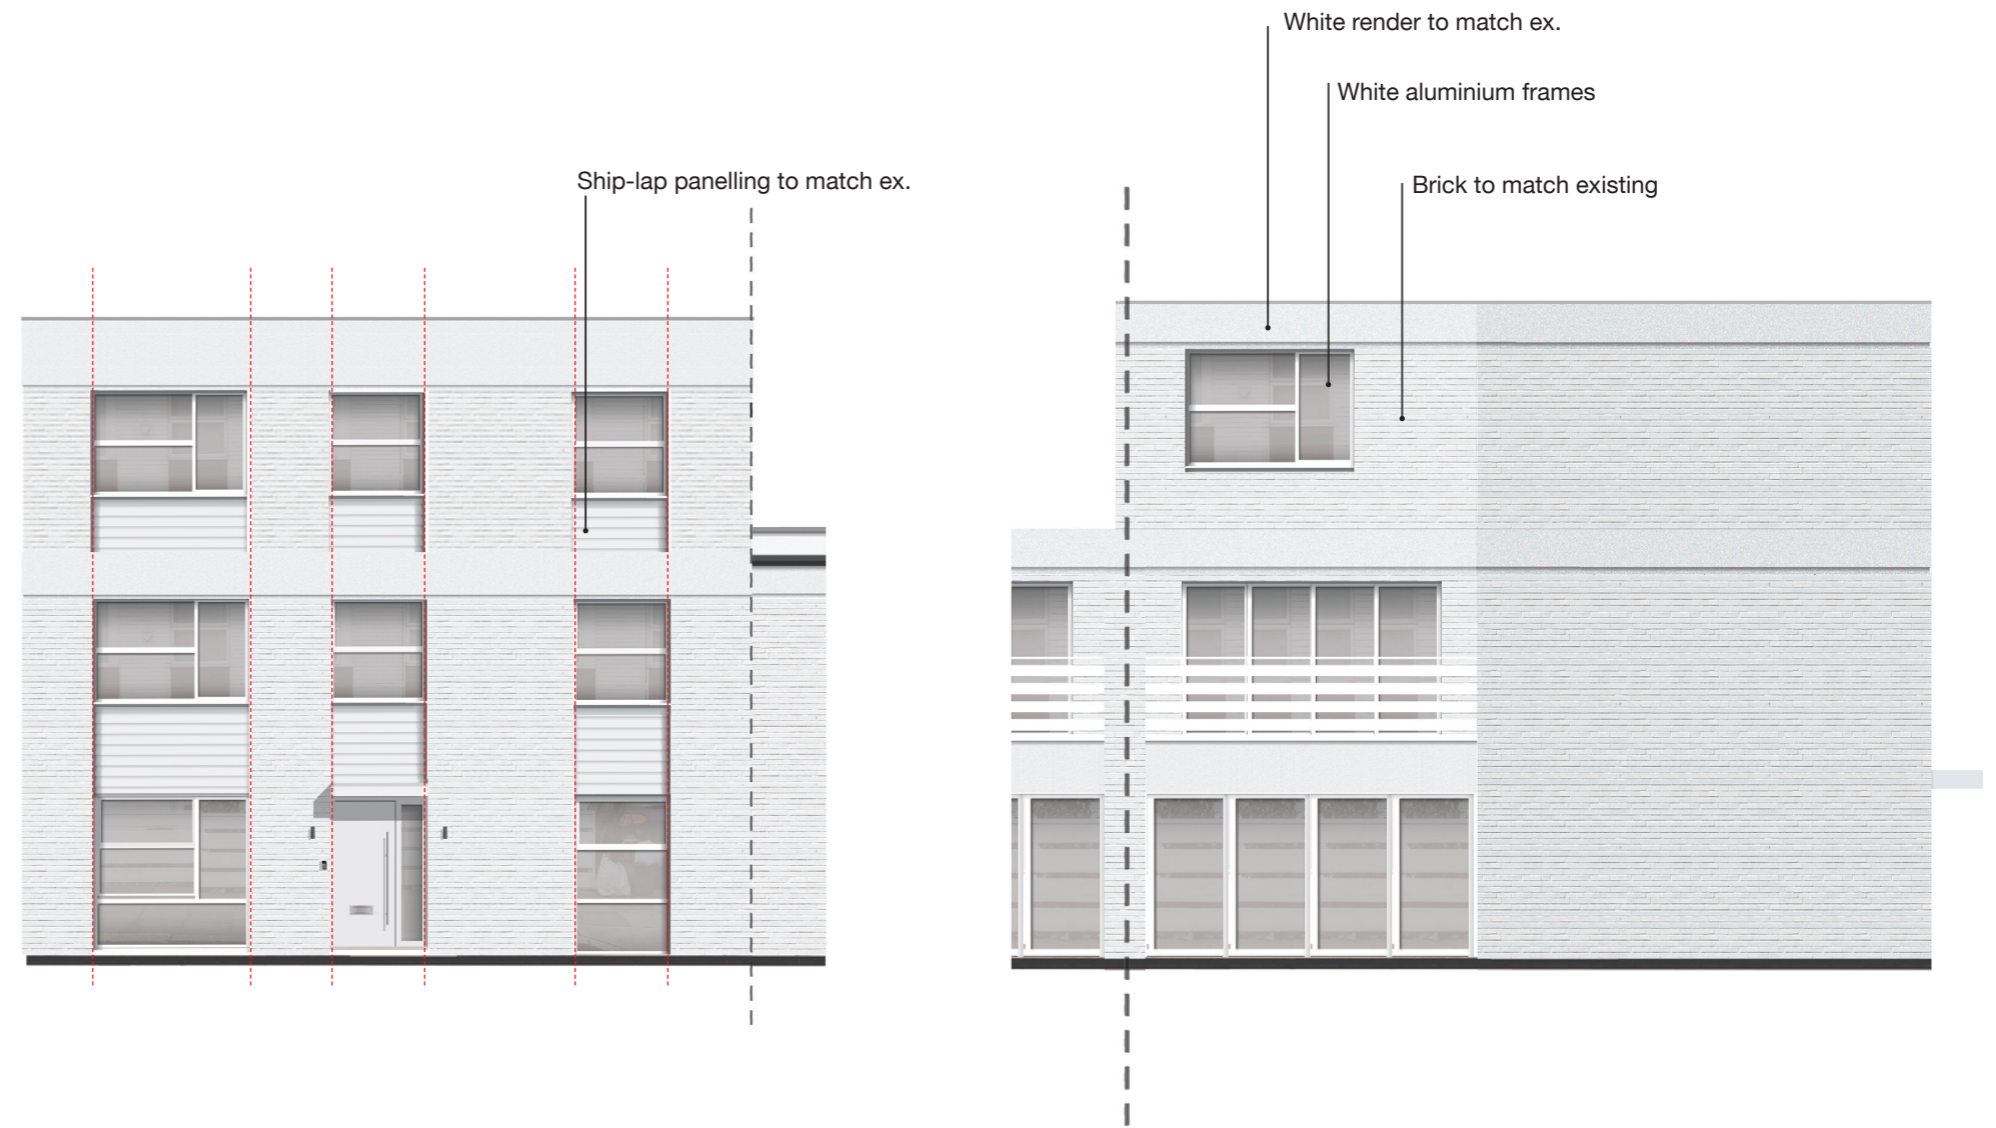 White render to match ex.
White aluminium frames
Ship-lap panelling to match ex.
Brick to match existing